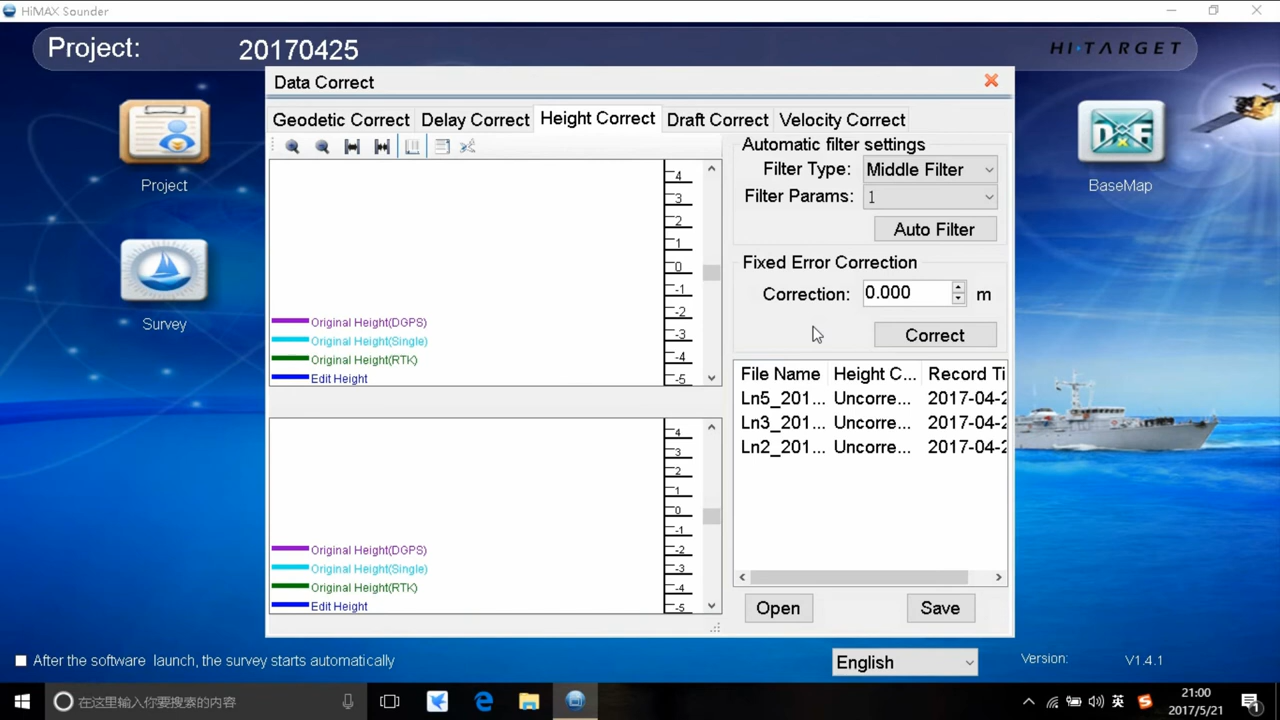 HiMAX Sounder
Project: 20170425
HI·TARGET
Data Correct
Geodetic Correct Delay Correct Height Correct Draft Correct Velocity Correct
Project
Survey
BaseMap
4
3
2
1
0
-1
-2
-3
-4
-5
Original Height(DGPS)
Original Height(Single)
Original Height(RTK)
Edit Height
4
3
2
1
0
-1
-2
-3
-4
-5
Original Height(DGPS)
Original Height(Single)
Original Height(RTK)
Edit Height
Automatic filter settings
Filter Type: Middle Filter
Filter Params: 1
Auto Filter
Fixed Error Correction
Correction: 0.000 m
Correct
File Name Height C... Record Ti
Ln5_201... Uncorre... 2017-04-2
Ln3_201... Uncorre... 2017-04-2
Ln2_201... Uncorre... 2017-04-2
Open Save
After the software launch, the survey starts automatically
English
Version: V1.4.1
在这里输入你要搜索的内容
英
21:00
2017/5/21
1